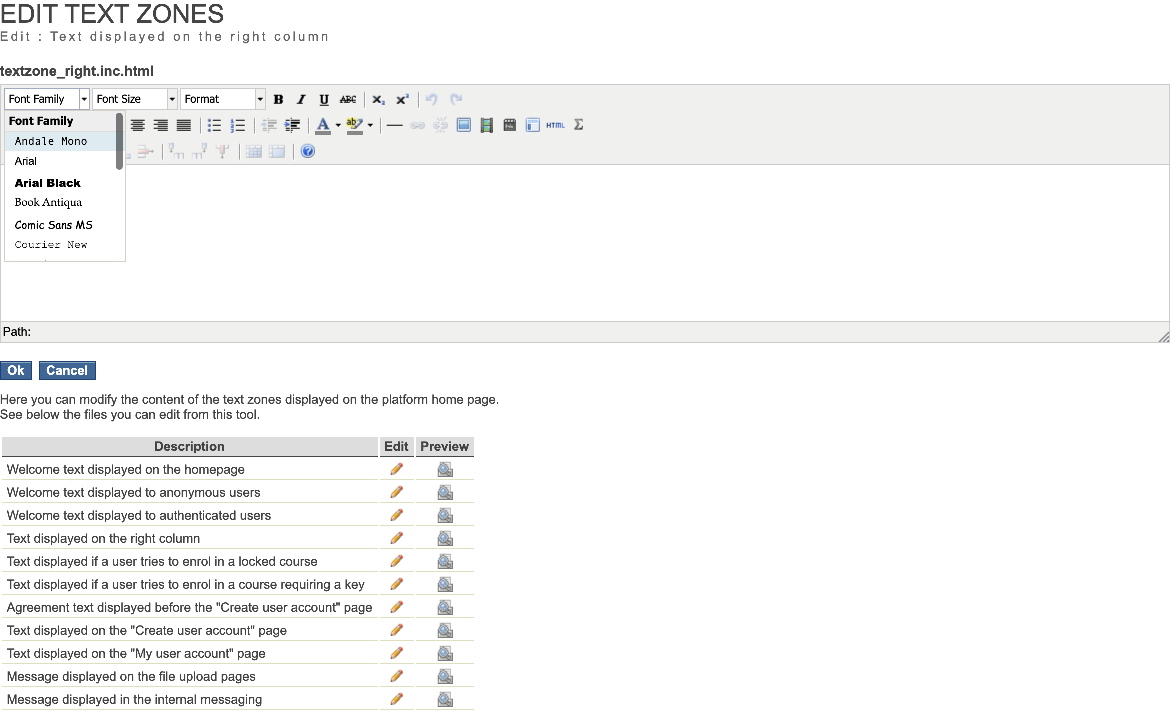 EDIT TEXT ZONES
Edit : Text displayed on the right column
textzone_right.inc.html
Font Family Font Size Format B I U ABC x₂ x²
Font Family
A ab HTML Σ
Andale Mono
Arial
Arial Black
Book Antiqua
Comic Sans MS
Courier New
Path:
Ok Cancel
Here you can modify the content of the text zones displayed on the platform home page.
See below the files you can edit from this tool.
Description Edit Preview
Welcome text displayed on the homepage
Welcome text displayed to anonymous users
Welcome text displayed to authenticated users
Text displayed on the right column
Text displayed if a user tries to enrol in a locked course
Text displayed if a user tries to enrol in a course requiring a key
Agreement text displayed before the "Create user account" page
Text displayed on the "Create user account" page
Text displayed on the "My user account" page
Message displayed on the file upload pages
Message displayed in the internal messaging